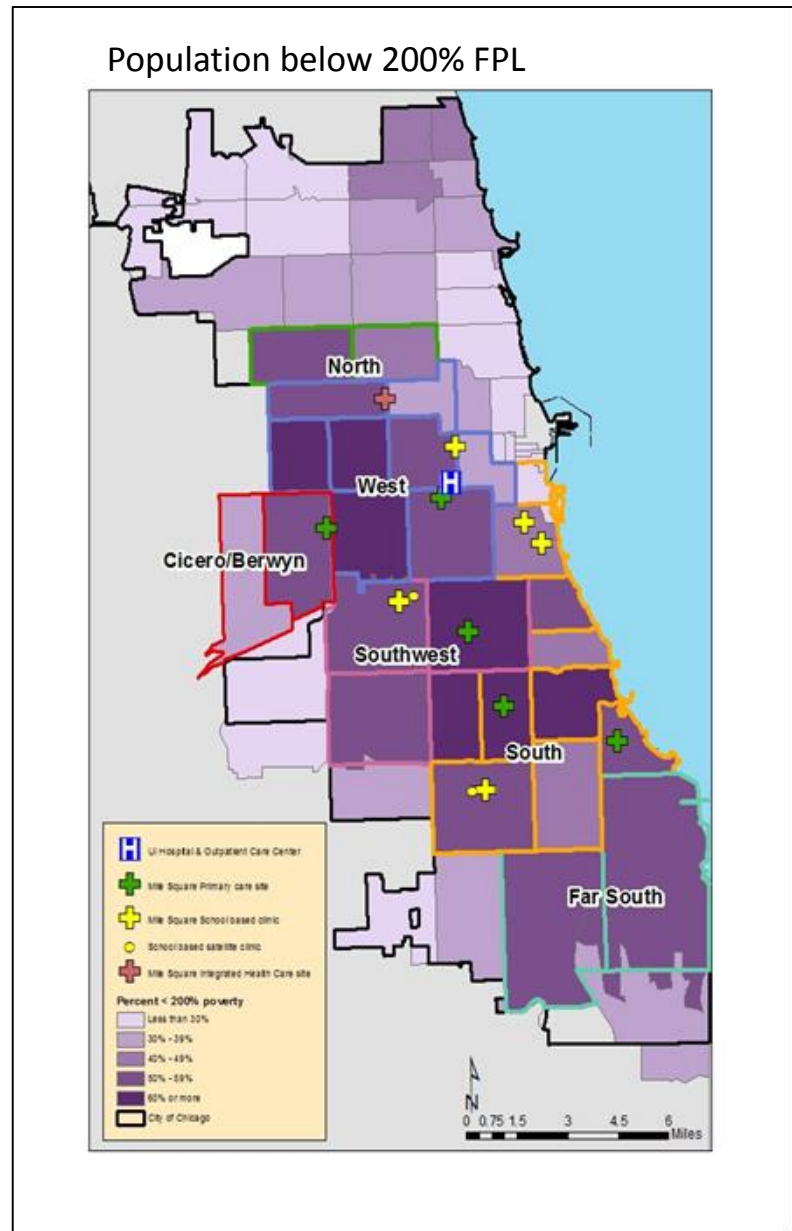 Population below 200% FPL
North
West
Cicero/Berwyn
Southwest
South
Far South
H
H UI Hospital & Outpatient Care Center
Mile Square Primary care site
Mile Square School based clinic
School based satellite clinic
Mile Square Integrated Health Care site
Percent < 200% poverty
Less than 30%
30% - 39%
40% - 49%
50% - 59%
60% or more
City of Chicago
N
0 0.75 1.5 3 4.5 6
Miles